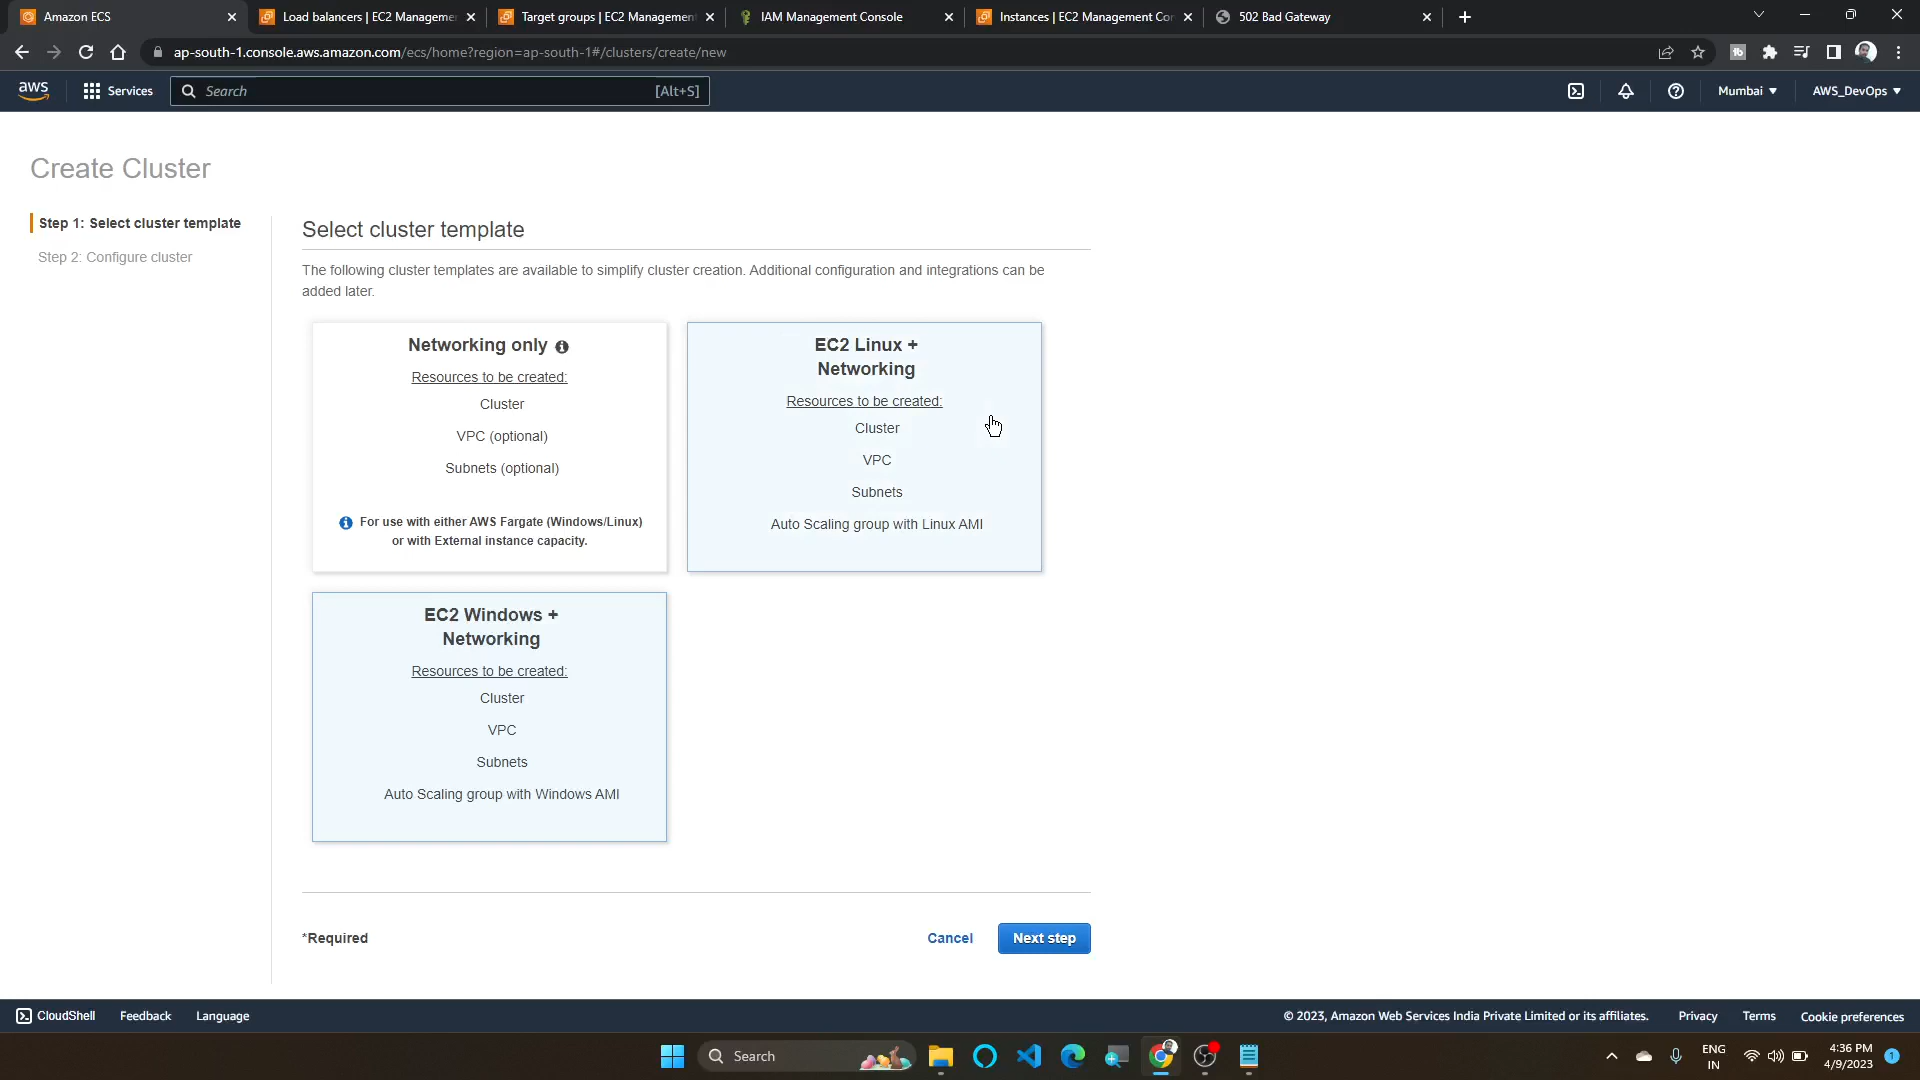 Amazon ECS
Load balancers | EC2 Managemen
Target groups | EC2 Management
IAM Management Console
Instances | EC2 Management Con
502 Bad Gateway
ap-south-1.console.aws.amazon.com/ecs/home?region=ap-south-1#/clusters/create/new
aws
Services
Search
[Alt+S]
Mumbai
AWS_DevOps
Create Cluster
Step 1: Select cluster template
Step 2: Configure cluster
Select cluster template
The following cluster templates are available to simplify cluster creation. Additional configuration and integrations can be
added later.
Networking only
Resources to be created:
Cluster
VPC (optional)
Subnets (optional)
For use with either AWS Fargate (Windows/Linux)
or with External instance capacity.
EC2 Linux +
Networking
Resources to be created:
Cluster
VPC
Subnets
Auto Scaling group with Linux AMI
EC2 Windows +
Networking
Resources to be created:
Cluster
VPC
Subnets
Auto Scaling group with Windows AMI
*Required
Cancel
Next step
CloudShell
Feedback
Language
© 2023, Amazon Web Services India Private Limited or its affiliates.
Privacy
Terms
Cookie preferences
Search
ENG
IN
4:36 PM
4/9/2023
1